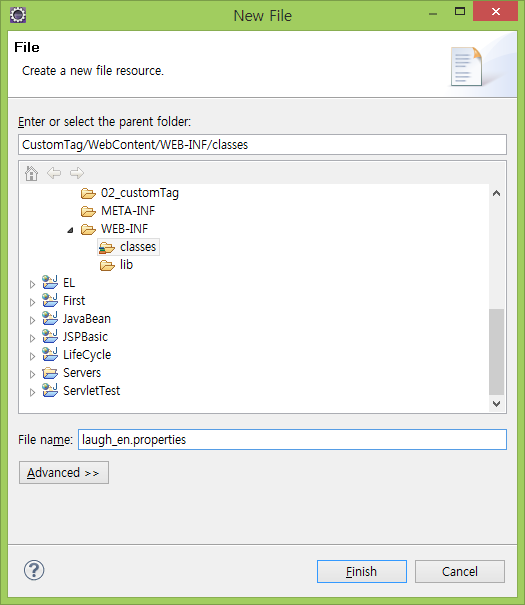 New File
File
Create a new file resource.
Enter or select the parent folder:
CustomTag/WebContent/WEB-INF/classes
02_customTag
META-INF
WEB-INF
classes
lib
EL
First
JavaBean
JSPBasic
LifeCycle
Servers
ServletTest
File name: laugh_en.properties
Advanced >>
? Finish Cancel